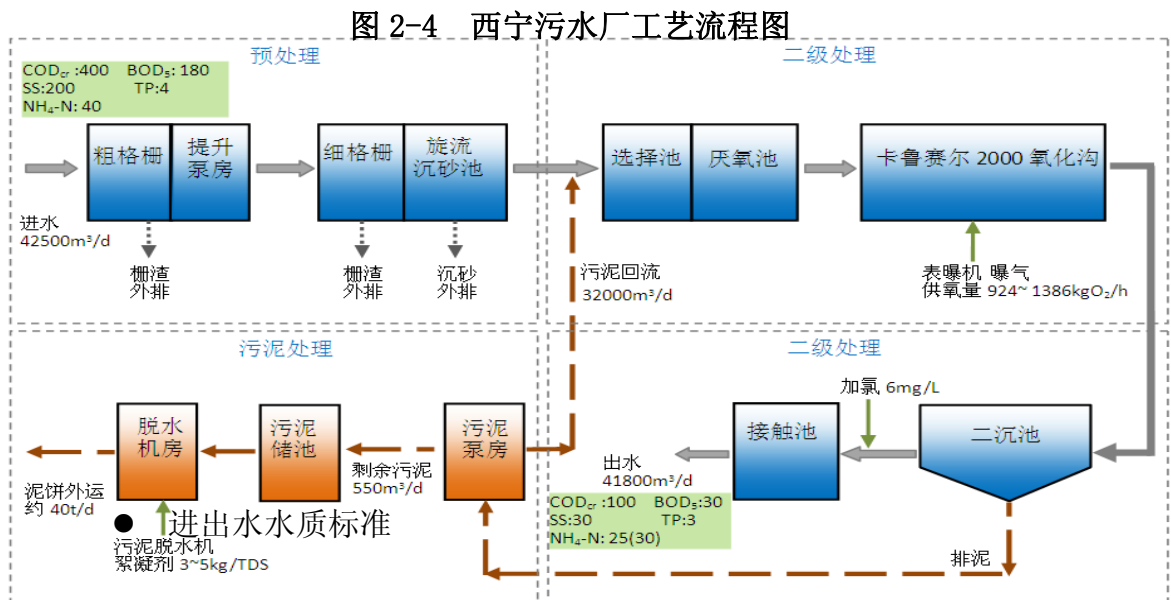 图 2-4 西宁污水厂工艺流程图
预处理
二级处理
CODcr :400 BOD₅: 180
SS:200 TP:4
NH₄-N: 40
粗格栅
提升
泵房
细格栅
旋流
沉砂池
选择池
厌氧池
卡鲁赛尔 2000 氧化沟
进水
42500m³/d
栅渣
外排
栅渣
外排
沉砂
外排
污泥回流
32000m³/d
表曝机 曝气
供氧量 924~ 1386kgO₂/h
污泥处理
二级处理
加氯 6mg/L
脱水
机房
污泥
储池
污泥
泵房
接触池
二沉池
剩余污泥
550m³/d
出水
41800m³/d
泥饼外运
约 40t/d
CODcr :100 BOD₅:30
SS:30 TP:3
NH₄-N: 25(30)
● 进出水水质标准
污泥脱水机
絮凝剂 3~5kg/TDS
排泥